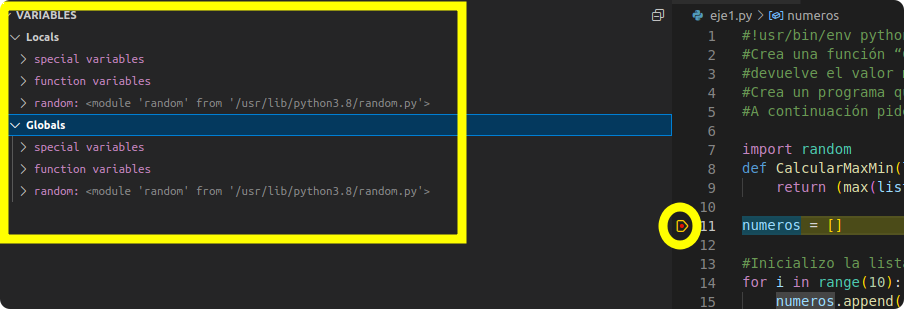 VARIABLES
Locals
special variables
function variables
random: <module 'random' from '/usr/lib/python3.8/random.py'>
Globals
special variables
function variables
random: <module 'random' from '/usr/lib/python3.8/random.py'>
eje1.py > numeros
1 #!usr/bin/env python
2 #Crea una función “
3 #devuelve el valor
4 #Crea un programa qu
5 #A continuación pide
6
7 import random
8 def CalcularMaxMin(
9 return (max(lis
10
11 numeros = []
12
13 #Inicializo la lista
14 for i in range(10):
15 numeros.append(